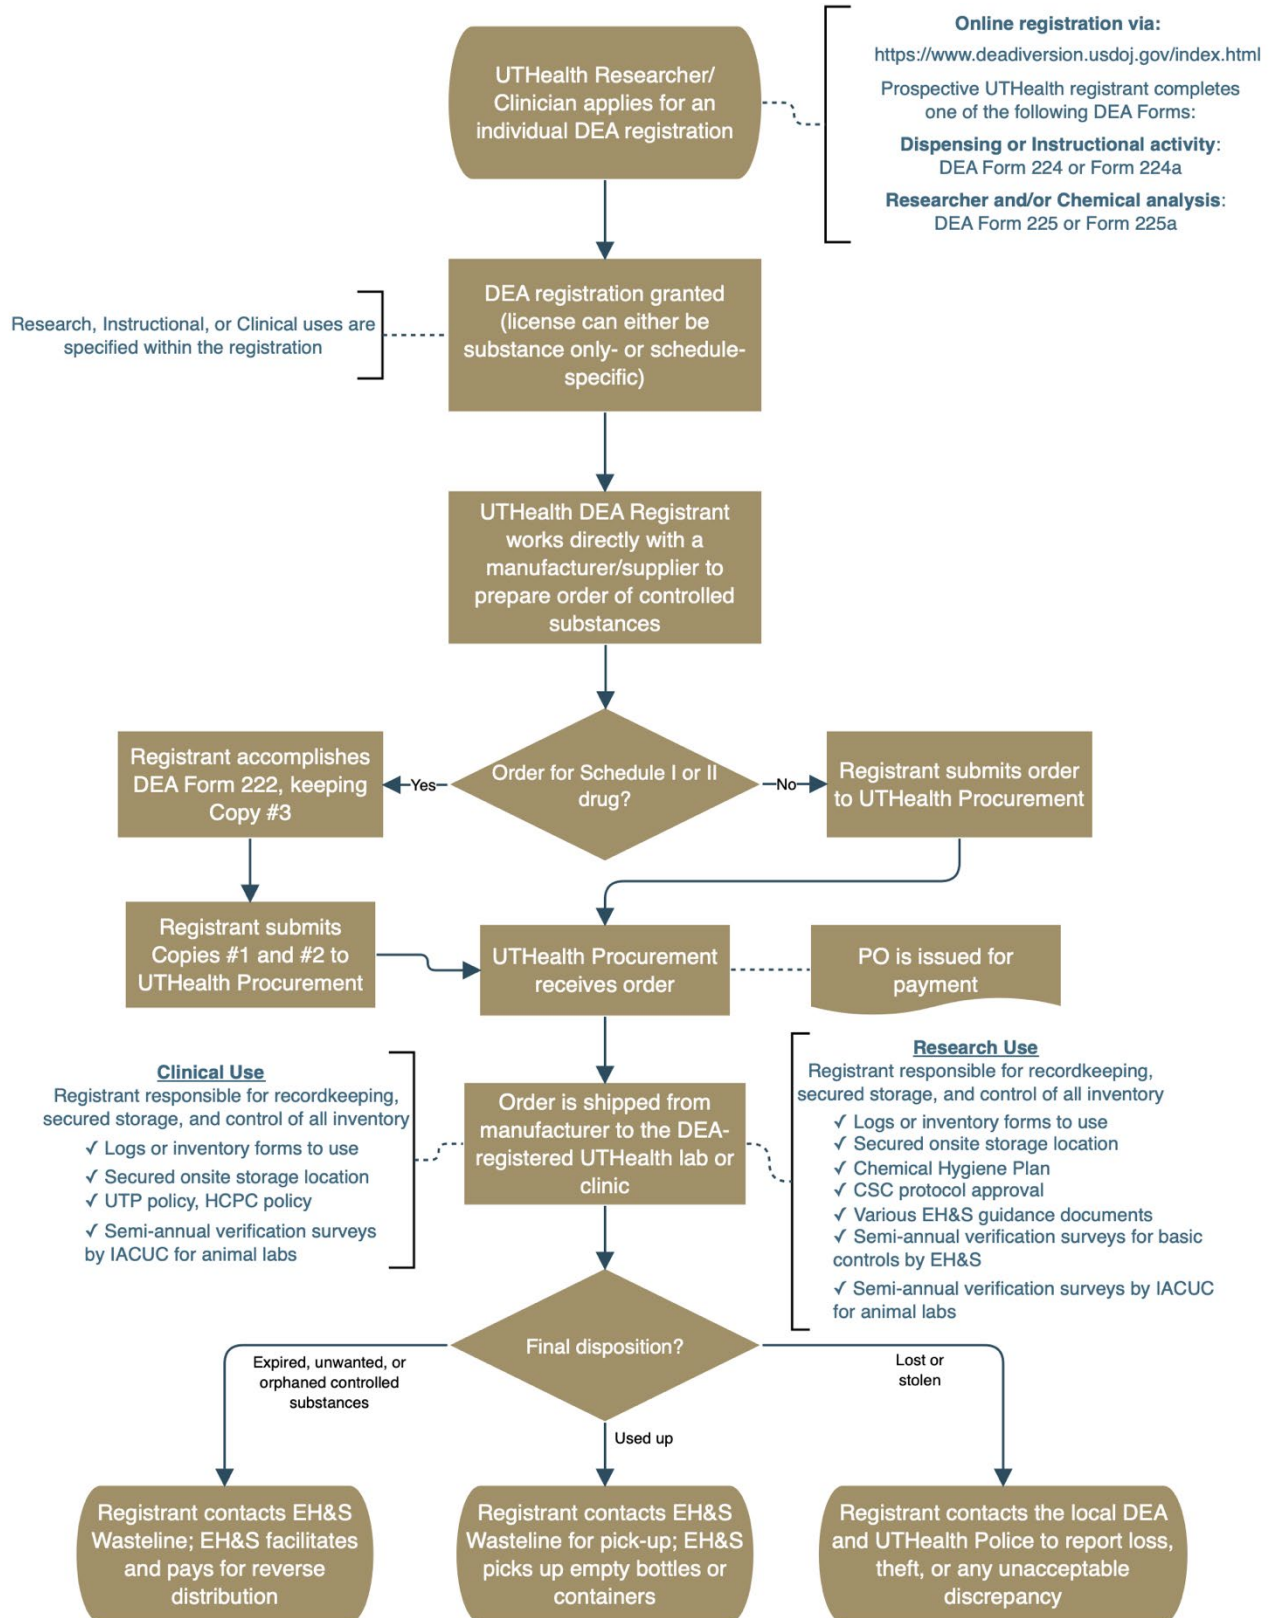 UTHealth Researcher/
Clinician applies for an
individual DEA registration
Online registration via:
https://www.deadiversion.usdoj.gov/index.html
Prospective UTHealth registrant completes
one of the following DEA Forms:
Dispensing or Instructional activity:
DEA Form 224 or Form 224a
Researcher and/or Chemical analysis:
DEA Form 225 or Form 225a
Research, Instructional, or Clinical uses are
specified within the registration
DEA registration granted
(license can either be
substance only- or schedule-
specific)
UTHealth DEA Registrant
works directly with a
manufacturer/supplier to
prepare order of controlled
substances
Order for Schedule I or II
drug?
Yes
No
Registrant accomplishes
DEA Form 222, keeping
Copy #3
Registrant submits order
to UTHealth Procurement
Registrant submits
Copies #1 and #2 to
UTHealth Procurement
UTHealth Procurement
receives order
PO is issued for
payment
Clinical Use
Registrant responsible for recordkeeping,
secured storage, and control of all inventory
✓ Logs or inventory forms to use
✓ Secured onsite storage location
✓ UTP policy, HCPC policy
✓ Semi-annual verification surveys
by IACUC for animal labs
Order is shipped from
manufacturer to the DEA-
registered UTHealth lab or
clinic
Research Use
Registrant responsible for recordkeeping,
secured storage, and control of all inventory
✓ Logs or inventory forms to use
✓ Secured onsite storage location
✓ Chemical Hygiene Plan
✓ CSC protocol approval
✓ Various EH&S guidance documents
✓ Semi-annual verification surveys for basic
controls by EH&S
✓ Semi-annual verification surveys by IACUC
for animal labs
Final disposition?
Expired, unwanted, or
orphaned controlled
substances
Used up
Lost or
stolen
Registrant contacts EH&S
Wasteline; EH&S facilitates
and pays for reverse
distribution
Registrant contacts EH&S
Wasteline for pick-up; EH&S
picks up empty bottles or
containers
Registrant contacts the local DEA
and UTHealth Police to report loss,
theft, or any unacceptable
discrepancy